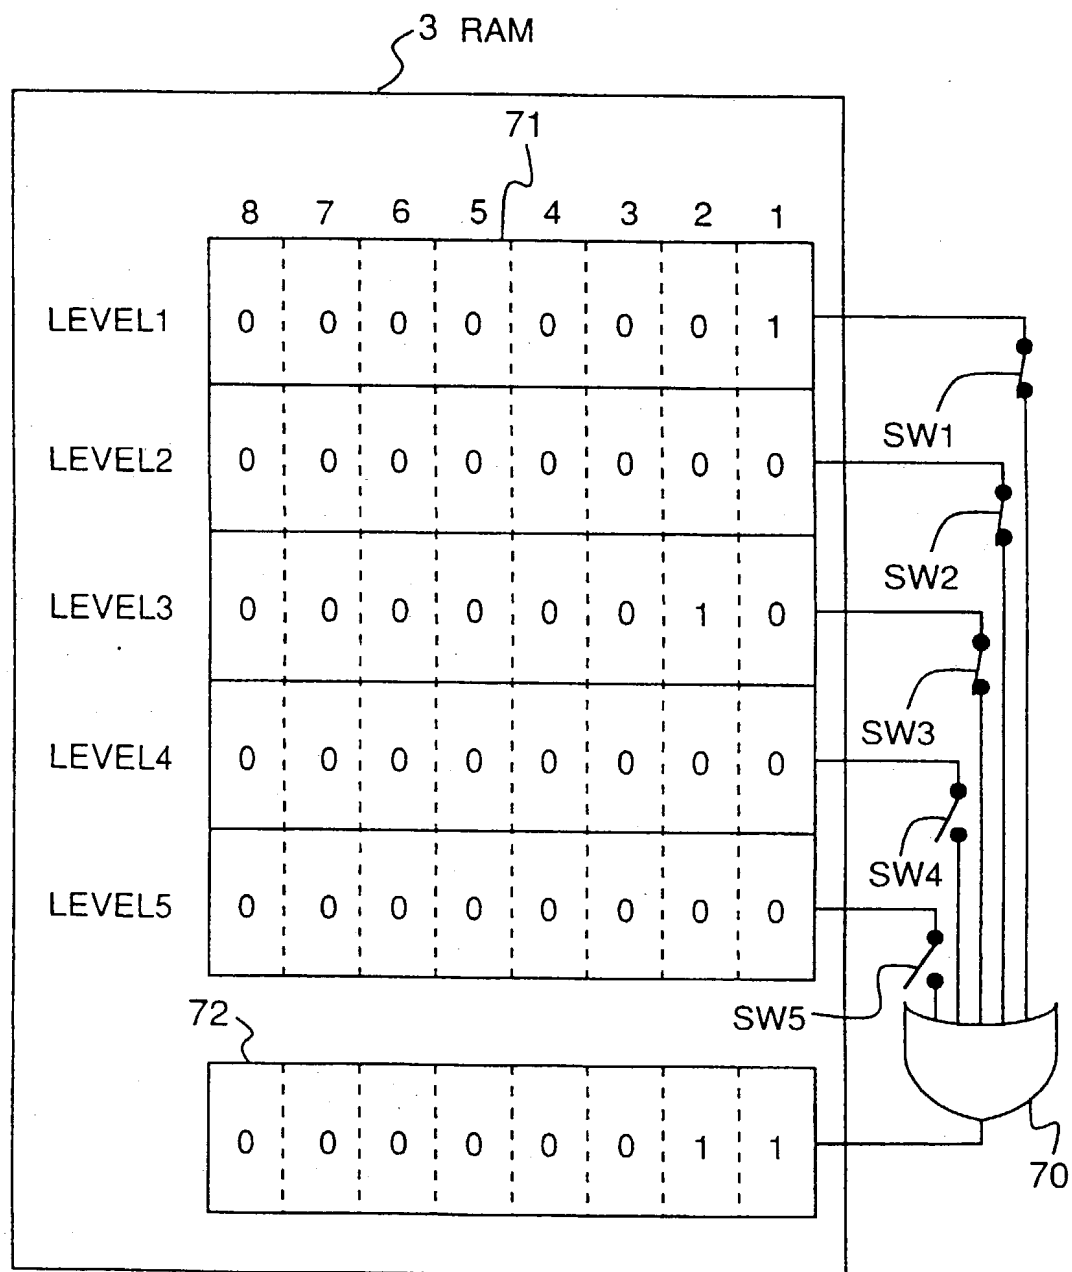 3 RAM
71
8 7 6 5 4 3 2 1
LEVEL1 0 0 0 0 0 0 0 1
SW1
LEVEL2 0 0 0 0 0 0 0 0
SW2
LEVEL3 0 0 0 0 0 0 1 0
SW3
LEVEL4 0 0 0 0 0 0 0 0
SW4
LEVEL5 0 0 0 0 0 0 0 0
SW5
72
0 0 0 0 0 0 1 1
70